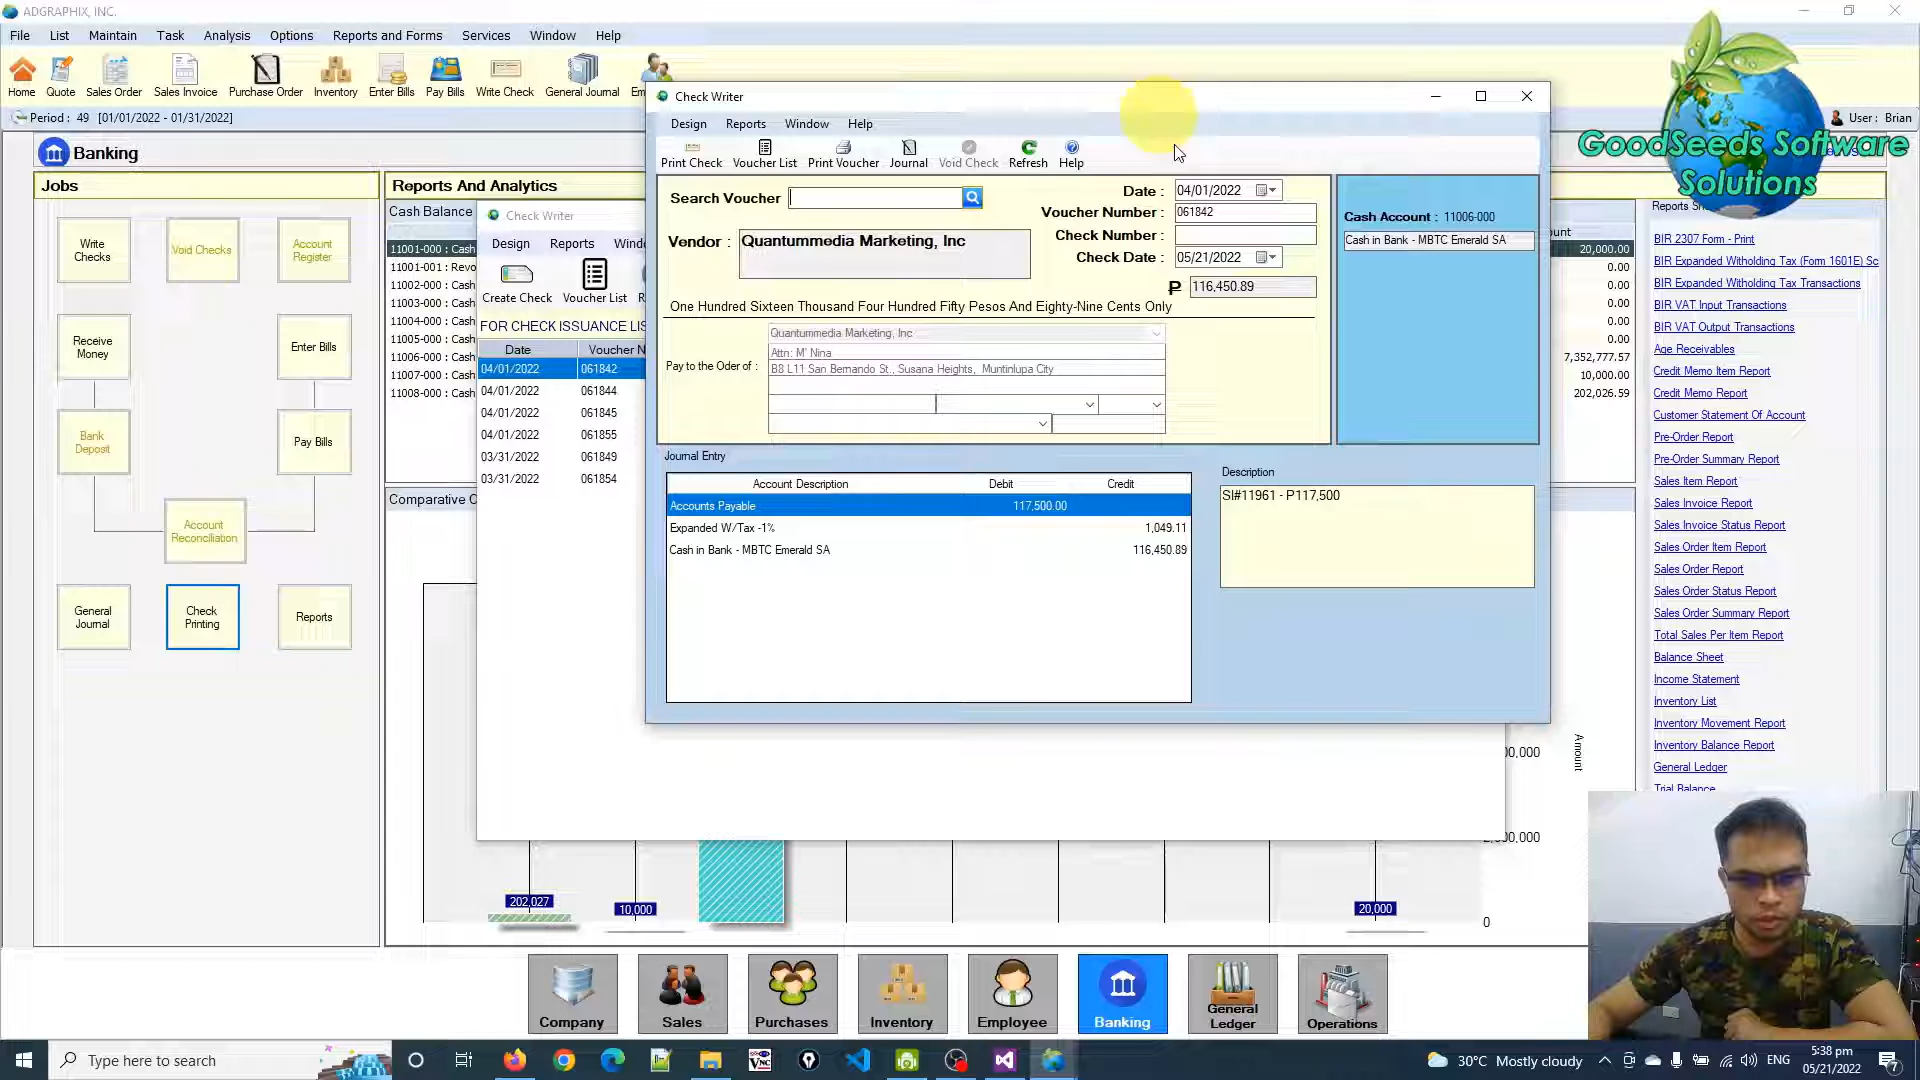 ADGRAPHIX, INC.
File List Maintain Task Analysis Options Reports and Forms Services Window Help
Home Quote Sales Order Sales Invoice Purchase Order Inventory Enter Bills Pay Bills Write Check General Journal Em
Period : 49 [01/01/2022 - 01/31/2022]
User : Brian
GoodSeeds Software
Solutions
Banking
Jobs
Write
Checks
Void Checks
Account
Register
Receive
Money
Enter Bills
Bank
Deposit
Pay Bills
Account
Reconciliation
General
Journal
Check
Printing
Reports
Reports And Analytics
Cash Balance
11001-000 : Cash
11001-001 : Revo
11002-000 : Cash
11003-000 : Cash
11004-000 : Cash
11005-000 : Cash
11006-000 : Cash
11007-000 : Cash
11008-000 : Cash
Comparative C
Check Writer
Design Reports Windo
Create Check Voucher List R
FOR CHECK ISSUANCE LIS
Date Voucher N
04/01/2022 061842
04/01/2022 061844
04/01/2022 061845
04/01/2022 061855
03/31/2022 061849
03/31/2022 061854
Check Writer
Design Reports Window Help
Print Check Voucher List Print Voucher Journal Void Check Refresh Help
Search Voucher
Date : 04/01/2022
Voucher Number : 061842
Vendor : Quantummedia Marketing, Inc
Check Number :
Check Date : 05/21/2022
₱ 116,450.89
One Hundred Sixteen Thousand Four Hundred Fifty Pesos And Eighty-Nine Cents Only
Pay to the Oder of :
Quantummedia Marketing, Inc
Attn: M' Nina
B8 L11 San Bernando St., Susana Heights, Muntinlupa City
Cash Account : 11006-000
Cash in Bank - MBTC Emerald SA
Journal Entry
Account Description Debit Credit
Accounts Payable 117,500.00
Expanded W/Tax -1% 1,049.11
Cash in Bank - MBTC Emerald SA 116,450.89
Description
SI#11961 - P117,500
ount
20,000.00
0.00
0.00
0.00
0.00
0.00
7,352,777.57
10,000.00
202,026.59
BIR 2307 Form - Print
BIR Expanded Witholding Tax (Form 1601E) Sc
BIR Expanded Witholding Tax Transactions
BIR VAT Input Transactions
BIR VAT Output Transactions
Age Receivables
Credit Memo Item Report
Credit Memo Report
Customer Statement Of Account
Pre-Order Report
Pre-Order Summary Report
Sales Item Report
Sales Invoice Report
Sales Invoice Status Report
Sales Order Item Report
Sales Order Report
Sales Order Status Report
Sales Order Summary Report
Total Sales Per Item Report
Balance Sheet
Income Statement
Inventory List
Inventory Movement Report
Inventory Balance Report
General Ledger
Trial Balance
00,000
Amount
00,000
0
202,027
10,000
20,000
Company Sales Purchases Inventory Employee Banking General
Ledger Operations
Type here to search
30°C Mostly cloudy
ENG
5:38 pm
05/21/2022
7